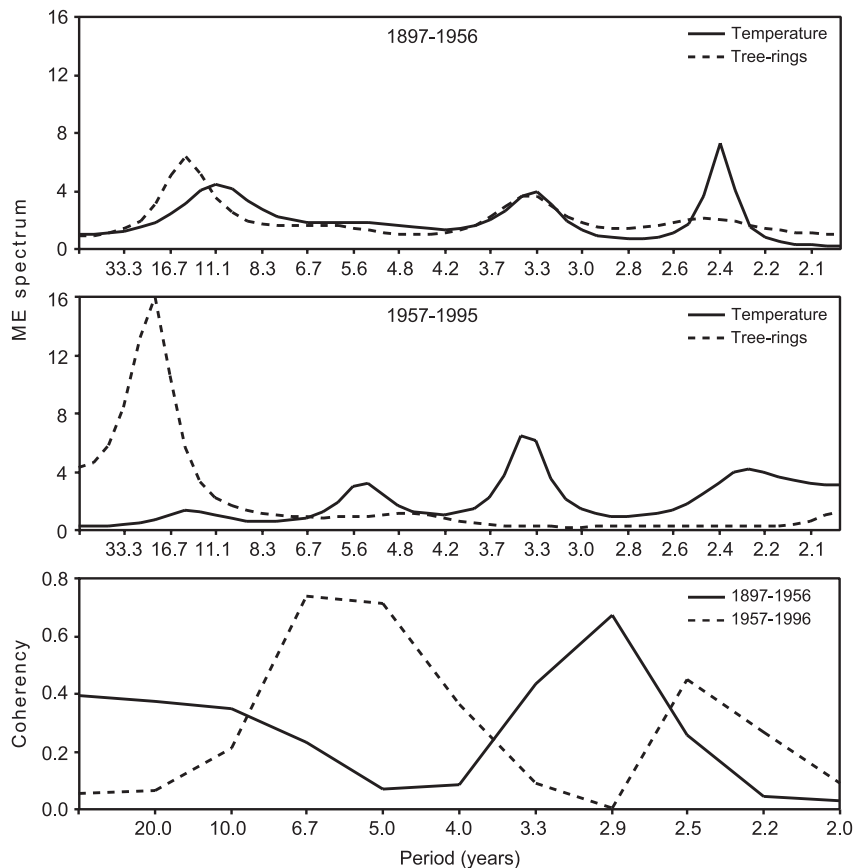 ME spectrum
16
12
8
4
0
1897-1956
Temperature
Tree-rings
33.3 16.7 11.1 8.3 6.7 5.6 4.8 4.2 3.7 3.3 3.0 2.8 2.6 2.4 2.2 2.1
16
12
8
4
0
1957-1995
Temperature
Tree-rings
33.3 16.7 11.1 8.3 6.7 5.6 4.8 4.2 3.7 3.3 3.0 2.8 2.6 2.4 2.2 2.1
Coherency
0.8
0.6
0.4
0.2
0.0
1897-1956
1957-1996
20.0 10.0 6.7 5.0 4.0 3.3 2.9 2.5 2.2 2.0
Period (years)